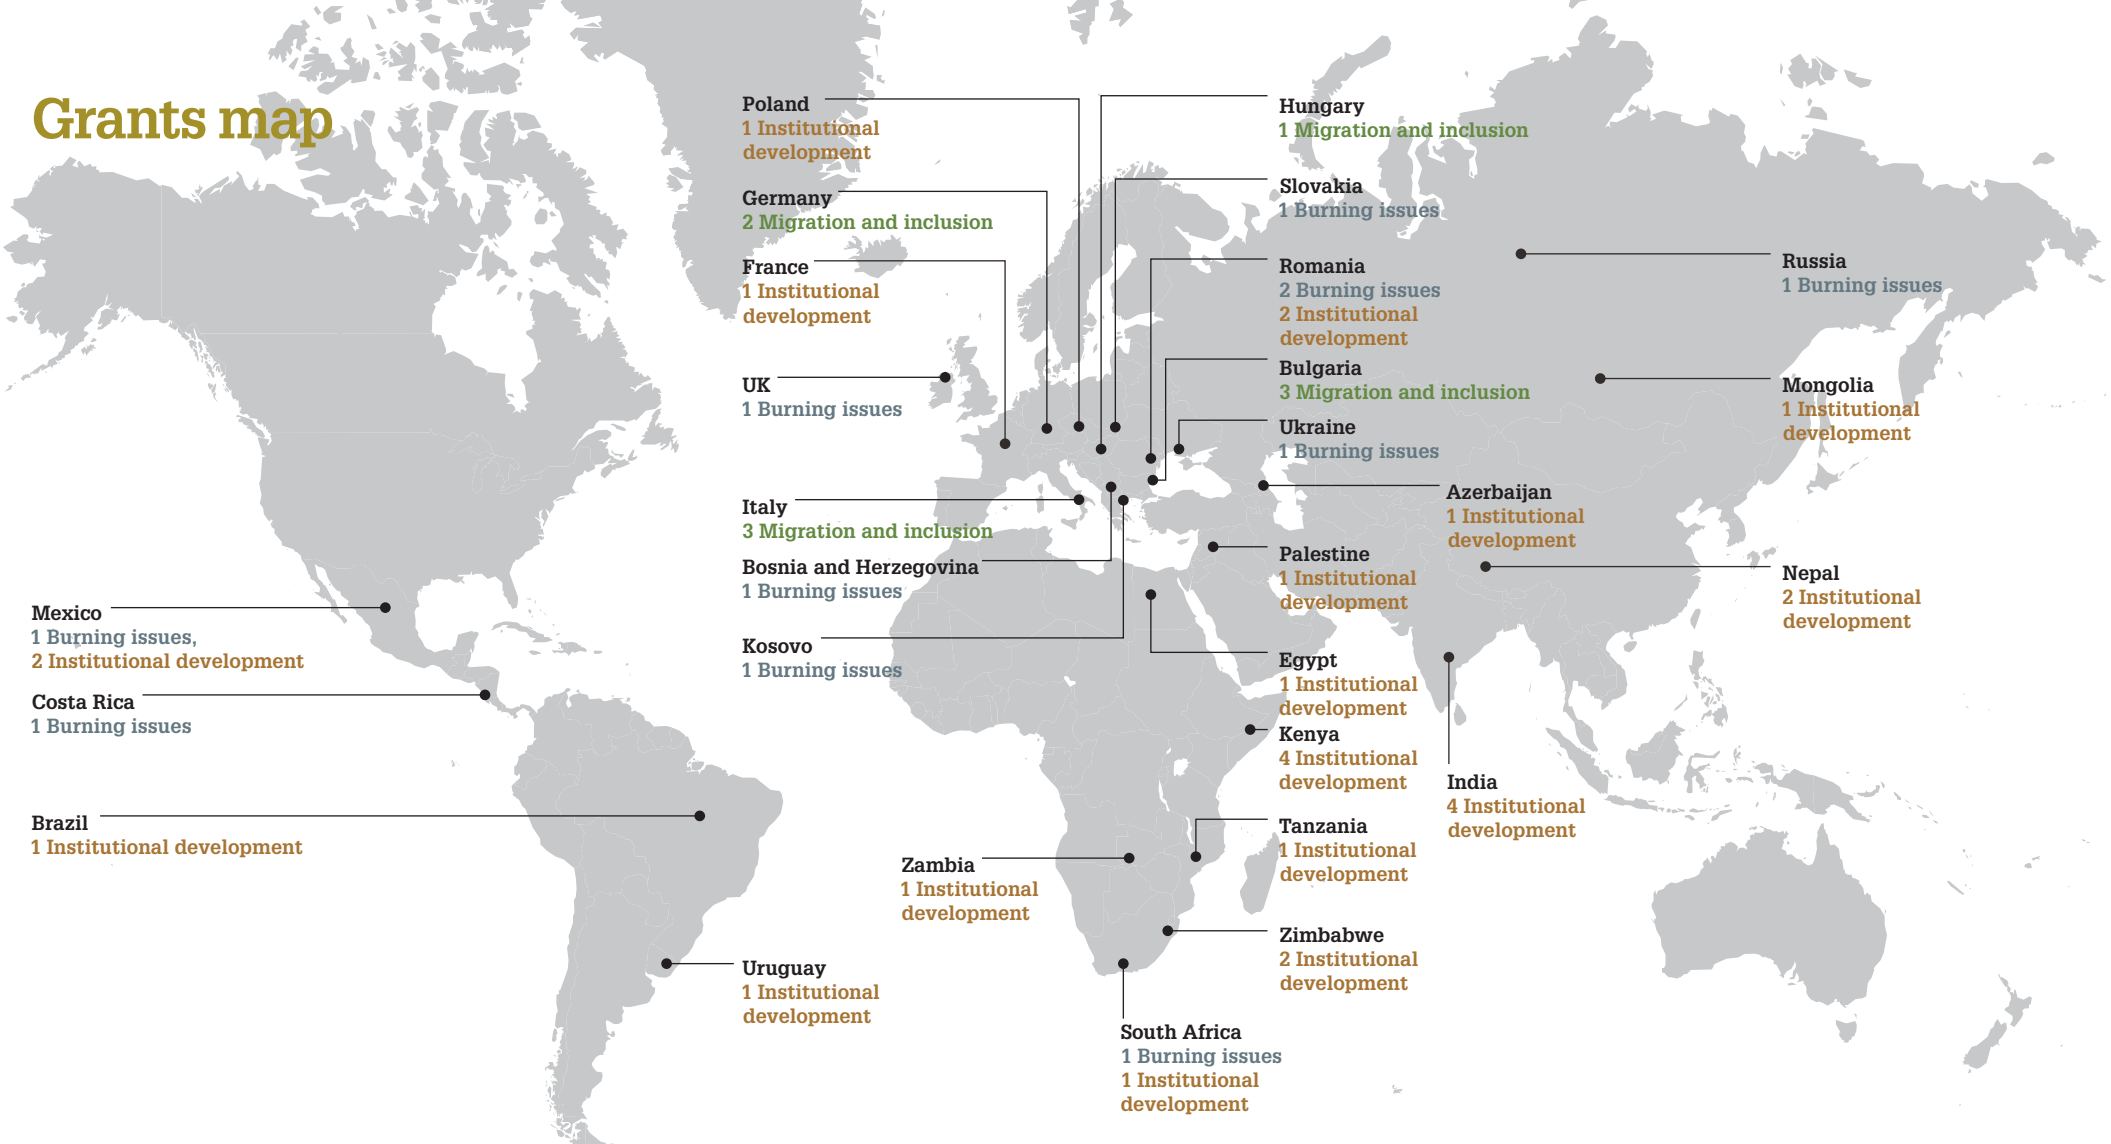 Grants map
Poland
1 Institutional
development
Germany
2 Migration and inclusion
France
1 Institutional
development
UK
1 Burning issues
Italy
3 Migration and inclusion
Bosnia and Herzegovina
1 Burning issues
Kosovo
1 Burning issues
Mexico
1 Burning issues,
2 Institutional development
Costa Rica
1 Burning issues
Brazil
1 Institutional development
Uruguay
1 Institutional
development
Zambia
1 Institutional
development
Hungary
1 Migration and inclusion
Slovakia
1 Burning issues
Romania
2 Burning issues
2 Institutional
development
Bulgaria
3 Migration and inclusion
Ukraine
1 Burning issues
Azerbaijan
1 Institutional
development
Palestine
1 Institutional
development
Egypt
1 Institutional
development
Kenya
4 Institutional
development
India
4 Institutional
development
Tanzania
1 Institutional
development
Zimbabwe
2 Institutional
development
South Africa
1 Burning issues
1 Institutional
development
Russia
1 Burning issues
Mongolia
1 Institutional
development
Nepal
2 Institutional
development